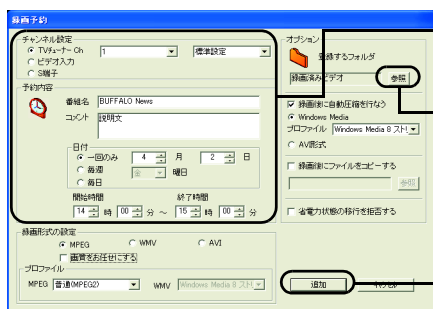 録画予約
チャンネル設定
TVチューナー Ch 1 標準設定
ビデオ入力
S端子
予約内容
番組名 BUFFALO News
コメント 説明文
日付
一回のみ 4 月 2 日
毎週 金 曜日
毎日
開始時間 終了時間
14 時 00 分 ～ 15 時 00 分
録画形式の設定
MPEG WMV AVI
画質をお任せにする
プロファイル
MPEG 普通(MPEG2) WMV Windows Media 8 ストリ
オプション
登録するフォルダ
録画済みビデオ 参照
録画後に自動圧縮を行なう
Windows Media
プロファイル Windows Media 8 ストリ
AVI形式
録画後にファイルをコピーする
参照
省電力状態の移行を拒否する
追加 キャンセル